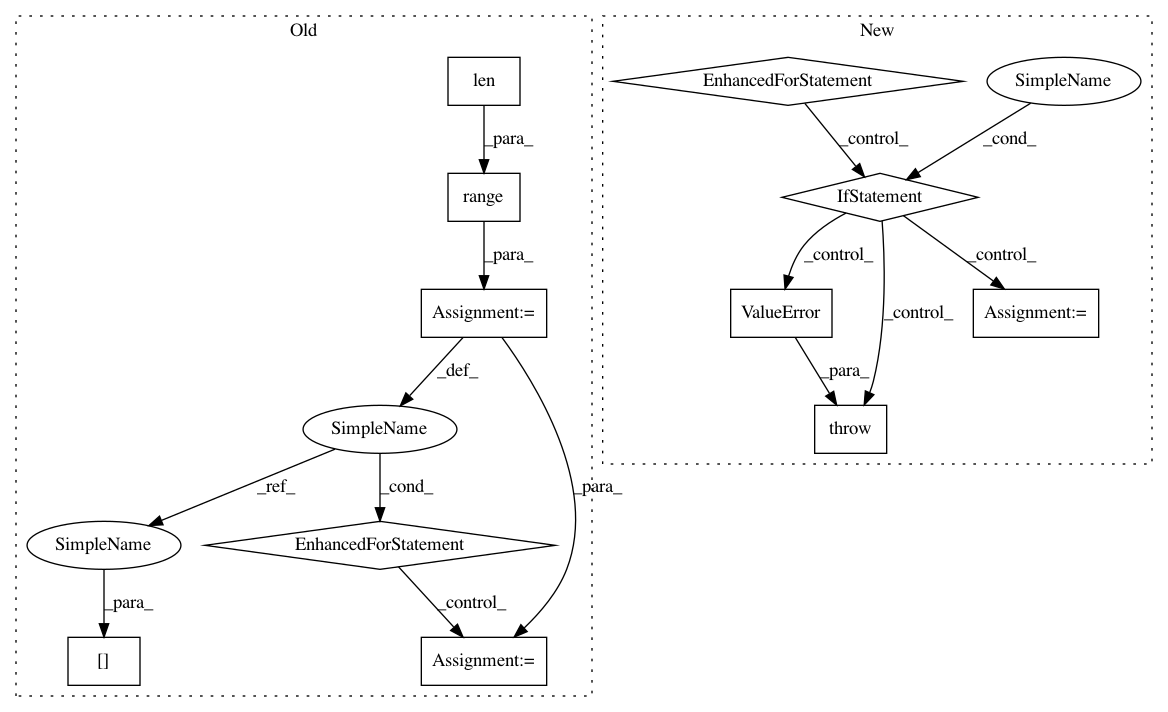 Old
New
len
EnhancedForStatement
SimpleName
_para_
_control_
_cond_
range
IfStatement
_para_
_control_
_control_
_control_
Assignment:=
ValueError
Assignment:=
_def_
_para_
SimpleName
throw
_ref_
_cond_
_para_
SimpleName
EnhancedForStatement
_para_
_control_
[]
Assignment:=